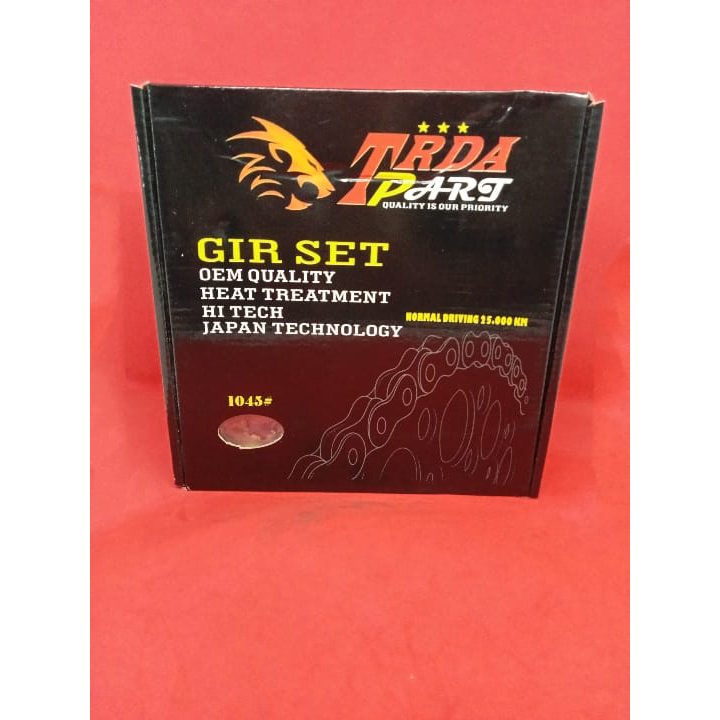 TRDA
PART
QUALITY IS OUR PRIORITY
GIR SET
OEM QUALITY
HEAT TREATMENT
HI TECH
JAPAN TECHNOLOGY
NORMAL DRIVING 25.000 KM
1045#